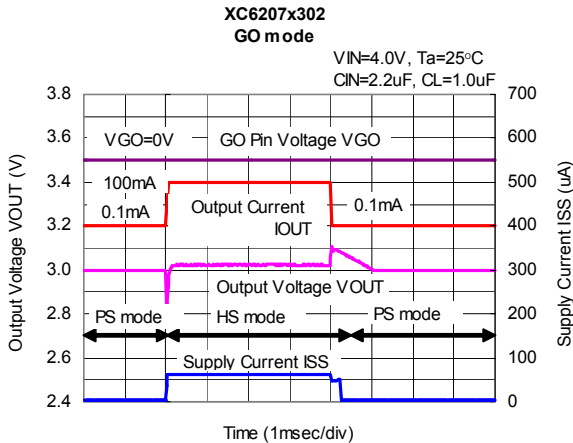 XC6207x302
GO mode
VIN=4.0V, Ta=25°C
CIN=2.2uF, CL=1.0uF
3.8 700
3.6 VGO=0V GO Pin Voltage VGO 600
500
3.4 100mA 500
0.1mA Output Current 0.1mA
IOUT
3.2 400
3.0 300
Output Voltage VOUT
2.8 PS mode HS mode PS mode 200
2.6 Supply Current ISS 100
2.4 0
Output Voltage VOUT (V)
Supply Current ISS (uA)
Time (1msec/div)